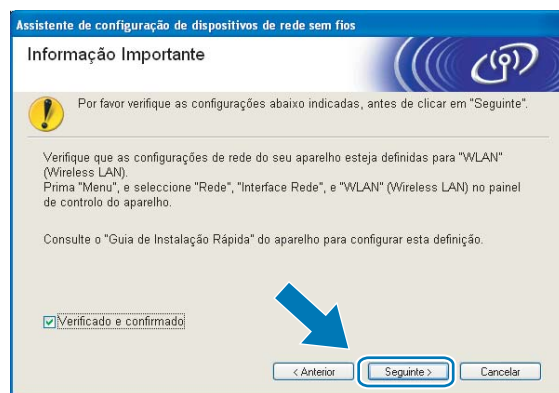 Assistente de configuração de dispositivos de rede sem fios
Informação Importante
Por favor verifique as configurações abaixo indicadas, antes de clicar em "Seguinte".
Verifique que as configurações de rede do seu aparelho esteja definidas para "WLAN"
(Wireless LAN).
Prima "Menu", e seleccione "Rede", "Interface Rede", e "WLAN" (Wireless LAN) no painel
de controlo do aparelho.
Consulte o "Guia de Instalação Rápida" do aparelho para configurar esta definição.
Verificado e confirmado
< Anterior Seguinte > Cancelar